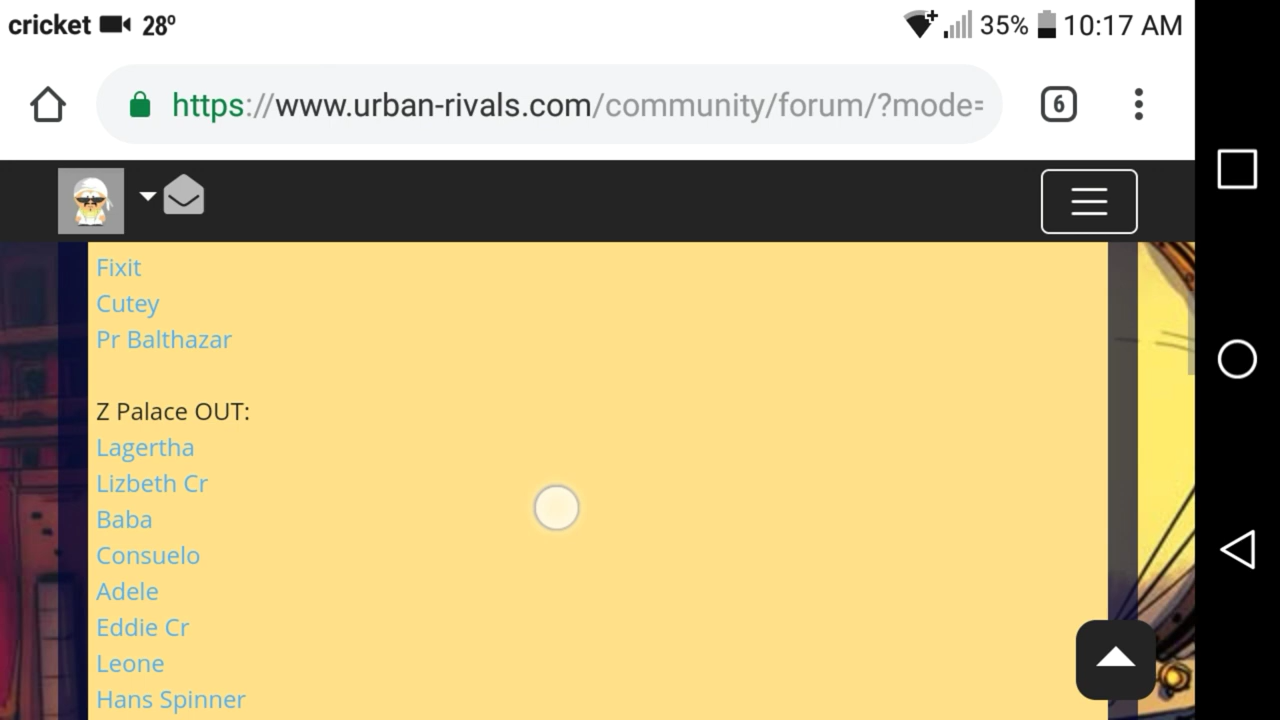 cricket 28º 35% 10:17 AM
https://www.urban-rivals.com/community/forum/?mode= 6
Fixit
Cutey
Pr Balthazar
Z Palace OUT:
Lagertha
Lizbeth Cr
Baba
Consuelo
Adele
Eddie Cr
Leone
Hans Spinner